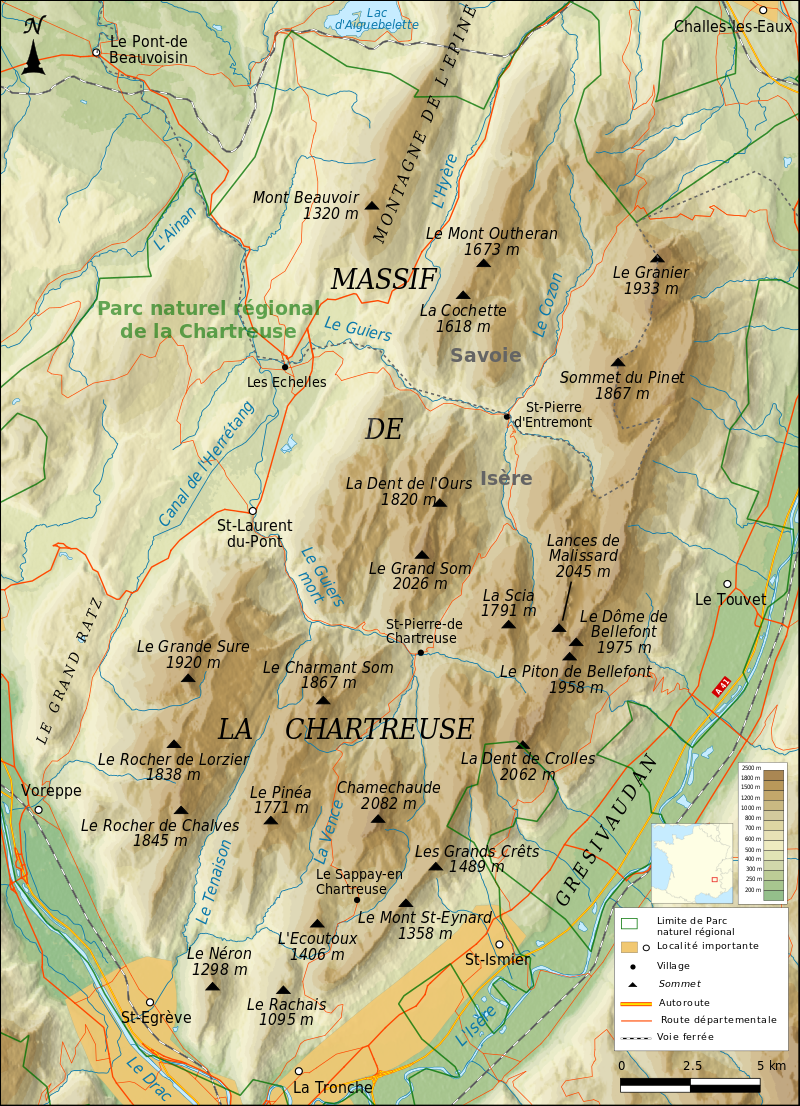 N
Lac
d'Aiguebelette
Challes-les-Eaux
Le Pont-de
Beauvoisin
MONTAGNE DE L'EPINE
L'Hyère
Mont Beauvoir
1320 m
L'Ainan
Le Mont Outheran
1673 m
Le Granier
1933 m
MASSIF
La Cochette
1618 m
Le Cozon
Parc naturel régional
de la Chartreuse
Le Guiers
Savoie
Les Echelles
Sommet du Pinet
1867 m
St-Pierre
d'Entremont
DE
Canal de l'Herrétang
Isère
La Dent de l'Ours
1820 m
St-Laurent
du-Pont
Lances de
Malissard
2045 m
Le Grand Som
2026 m
Le Guiers
mort
La Scia
1791 m
Le Touvet
Le Dôme de
Bellefont
1975 m
St-Pierre-de
Chartreuse
LE GRAND RATZ
Le Grande Sure
1920 m
Le Charmant Som
1867 m
Le Piton de Bellefont
1958 m
A 41
LA CHARTREUSE
Le Rocher de Lorzier
1838 m
La Dent de Crolles
2062 m
Voreppe
Le Pinéa
1771 m
Chamechaude
2082 m
GRESIVAUDAN
Le Rocher de Chalves
1845 m
La Vence
Les Grands Crêts
1489 m
Le Tenaison
Le Sappay-en
Chartreuse
Le Mont St-Eynard
1358 m
L'Ecoutoux
1406 m
Le Néron
1298 m
St-Ismier
Le Rachais
1095 m
St-Egrève
L'Isère
Le Drac
La Tronche
2500 m
1800 m
1500 m
1200 m
1000 m
800 m
700 m
600 m
500 m
400 m
300 m
250 m
200 m
Limite de Parc
naturel régional
Localité importante
Village
Sommet
Autoroute
Route départementale
Voie ferrée
0 2.5 5 km